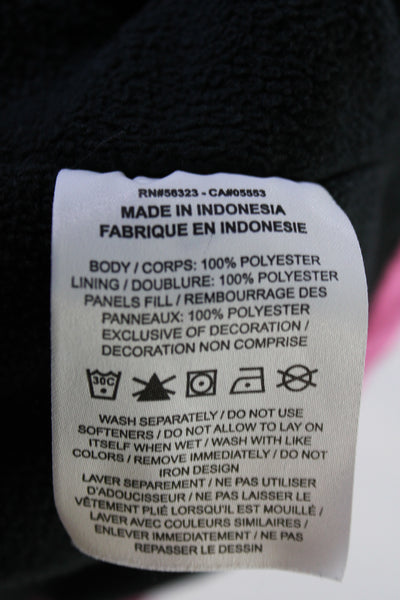 RN#56323 - CA#05553
MADE IN INDONESIA
FABRIQUE EN INDONESIE
BODY / CORPS: 100% POLYESTER
LINING / DOUBLURE: 100% POLYESTER
PANELS FILL / REMBOURRAGE DES
PANNEAUX: 100% POLYESTER
EXCLUSIVE OF DECORATION /
DECORATION NON COMPRISE
30C
WASH SEPARATELY / DO NOT USE
SOFTENERS / DO NOT ALLOW TO LAY ON
ITSELF WHEN WET / WASH WITH LIKE
COLORS / REMOVE IMMEDIATELY / DO NOT
IRON DESIGN
LAVER SEPAREMENT / NE PAS UTILISER
D'ADOUCISSEUR / NE PAS LAISSER LE
VÊTEMENT PLIÉ LORSQU'IL EST MOUILLÉ /
LAVER AVEC COULEURS SIMILAIRES /
ENLEVER IMMÉDIATEMENT / NE PAS
REPASSER LE DESSIN